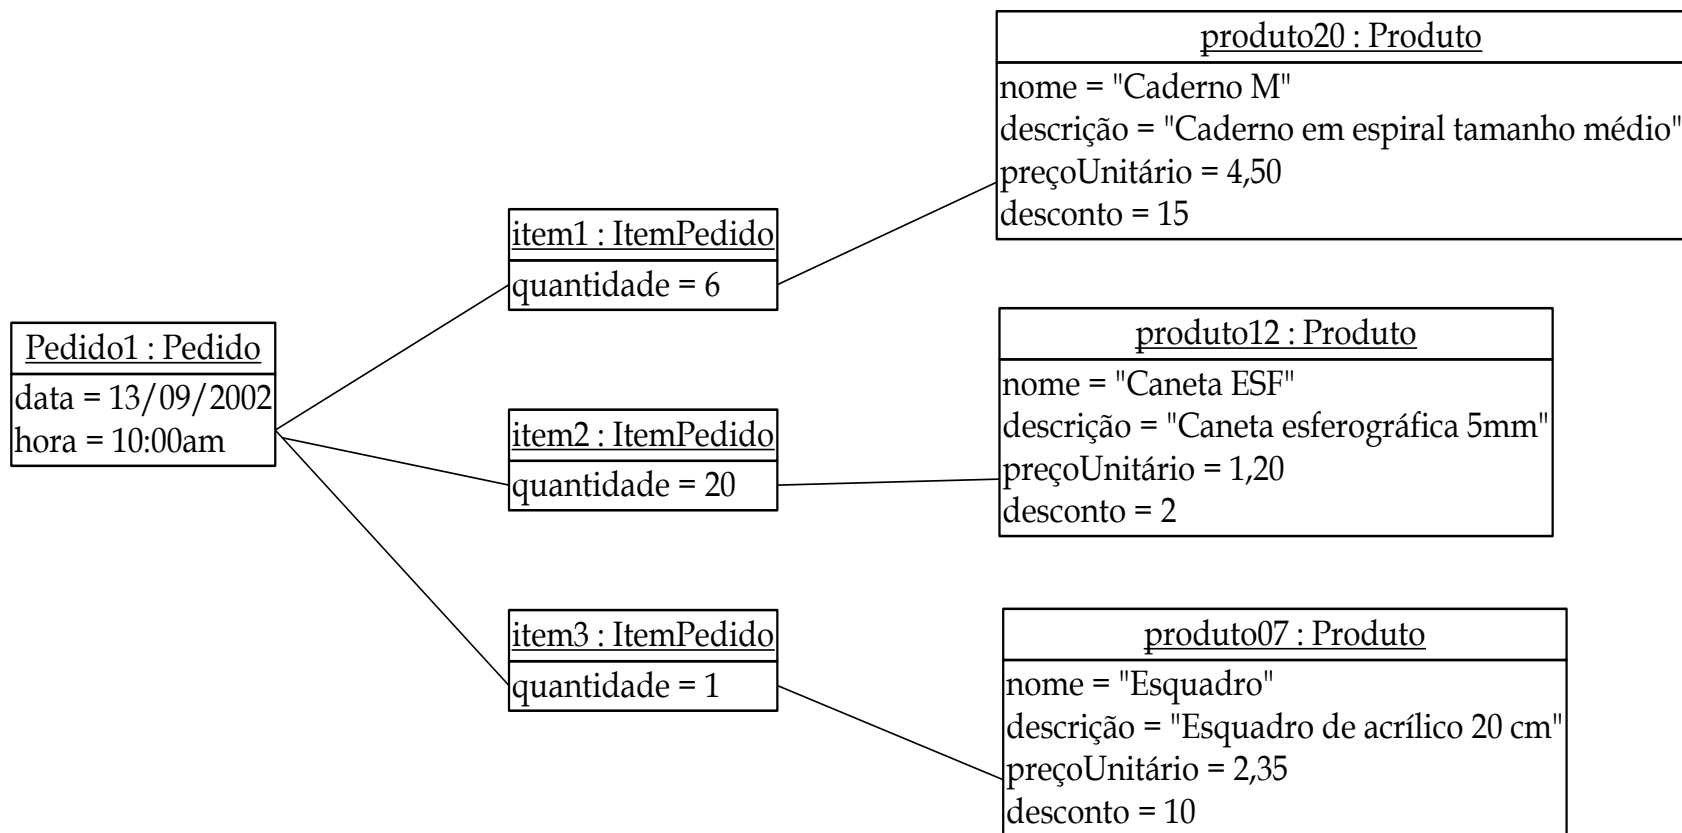 Pedido1 : Pedido
data = 13/09/2002
hora = 10:00am
item1 : ItemPedido
quantidade = 6
item2 : ItemPedido
quantidade = 20
item3 : ItemPedido
quantidade = 1
produto20 : Produto
nome = "Caderno M"
descrição = "Caderno em espiral tamanho médio"
preçoUnitário = 4,50
desconto = 15
produto12 : Produto
nome = "Caneta ESF"
descrição = "Caneta esferográfica 5mm"
preçoUnitário = 1,20
desconto = 2
produto07 : Produto
nome = "Esquadro"
descrição = "Esquadro de acrílico 20 cm"
preçoUnitário = 2,35
desconto = 10